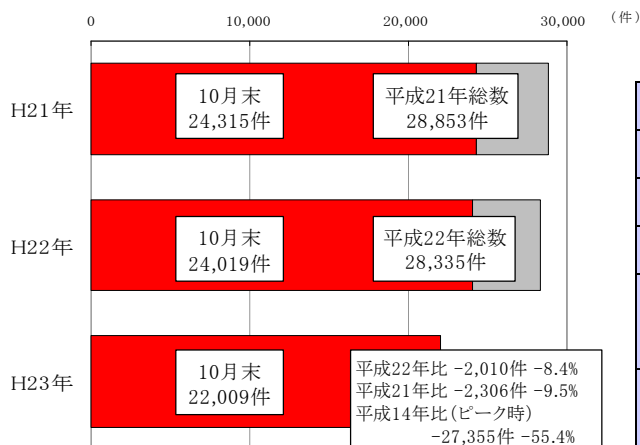 0 10,000 20,000 30,000 (件)
H21年
10月末
24,315件
平成21年総数
28,853件
H22年
10月末
24,019件
平成22年総数
28,335件
H23年
10月末
22,009件
平成22年比 -2,010件 -8.4%
平成21年比 -2,306件 -9.5%
平成14年比(ピーク時)
-27,355件 -55.4%